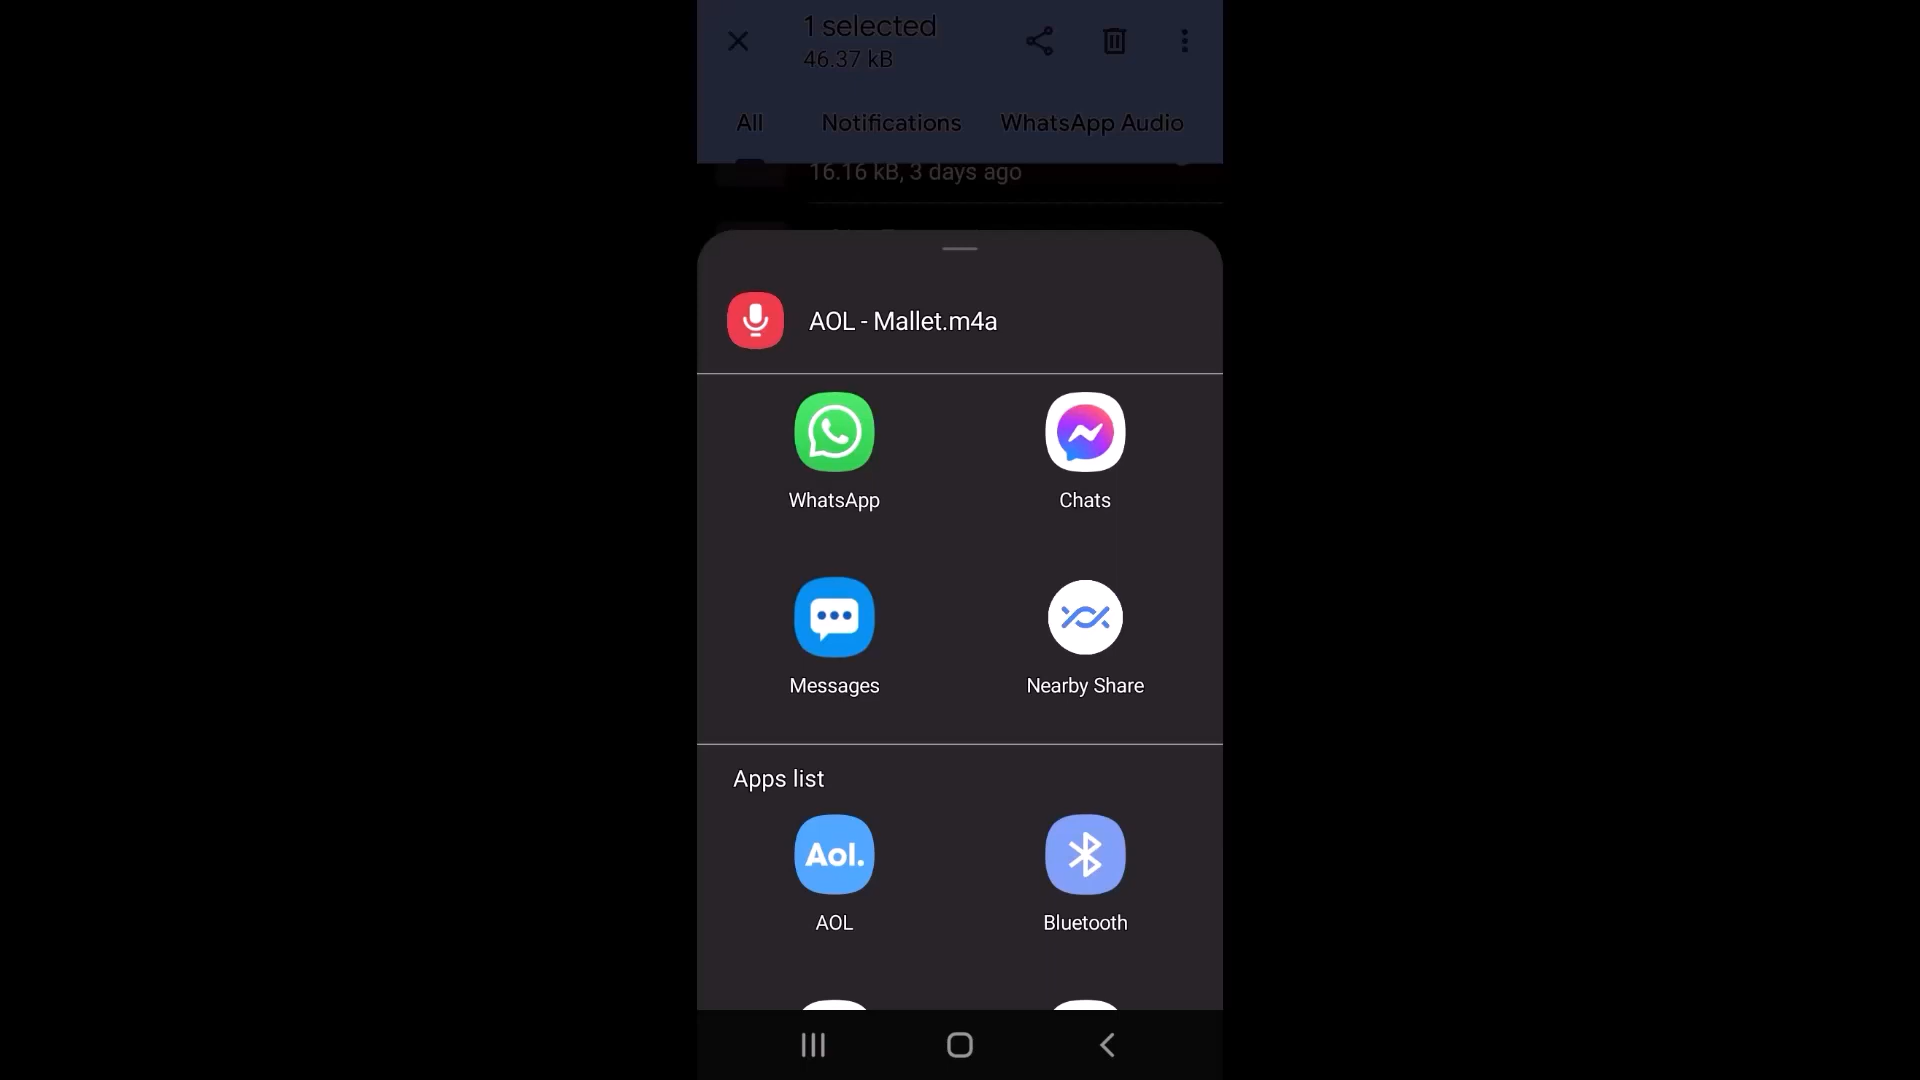 1 selected
46.37 kB
All Notifications WhatsApp Audio
16.16 kB, 3 days ago
AOL - Mallet.m4a
WhatsApp Chats
Messages Nearby Share
Apps list
Aol.
AOL Bluetooth